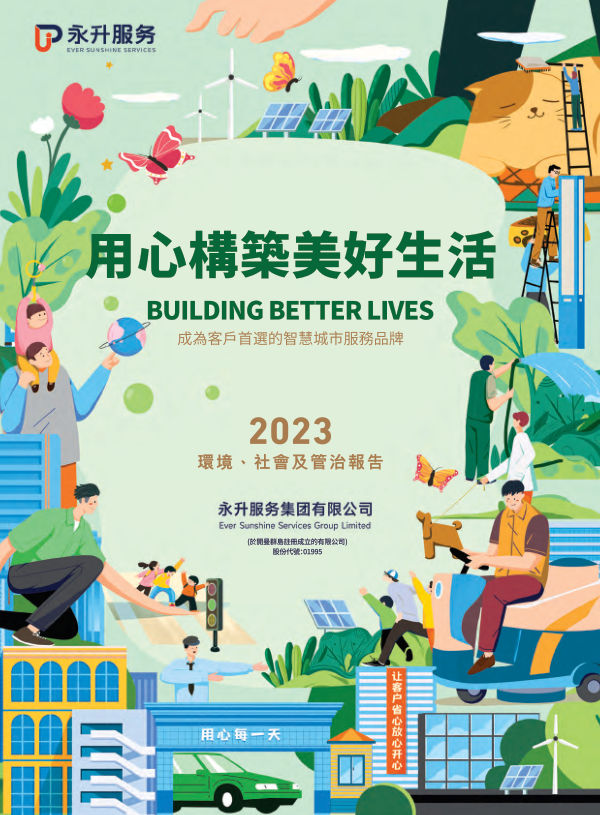 永升服务
EVER SUNSHINE SERVICES
用心構築美好生活
BUILDING BETTER LIVES
成為客戶首選的智慧城市服務品牌
2023
環境、社會及管治報告
永升服务集团有限公司
Ever Sunshine Services Group Limited
(於開曼群島註冊成立的有限公司)
股份代號:01995
让客户省心放心开心
用心每一天